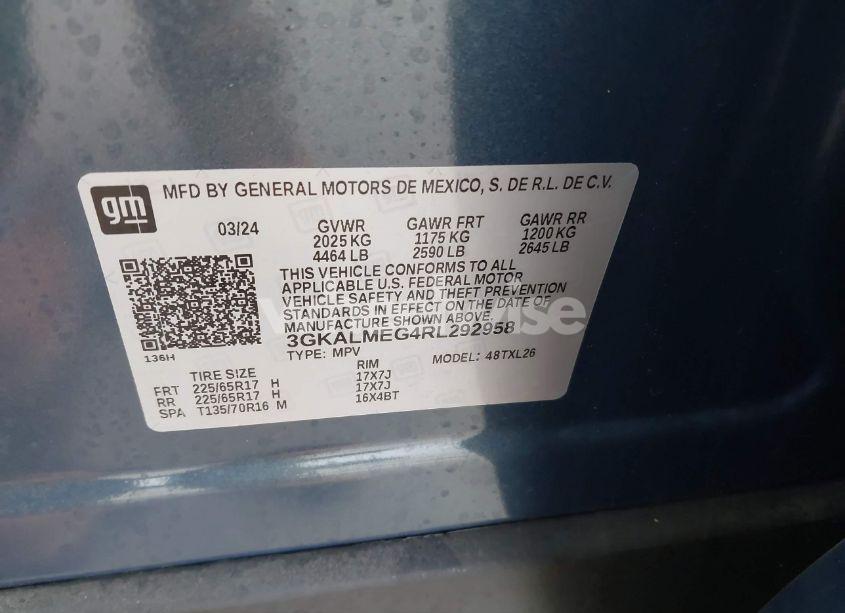 gm
MFD BY GENERAL MOTORS DE MEXICO, S. DE R.L. DE C.V.
03/24 GVWR GAWR FRT GAWR RR
2025 KG 1175 KG 1200 KG
4464 LB 2590 LB 2645 LB
THIS VEHICLE CONFORMS TO ALL
APPLICABLE U.S. FEDERAL MOTOR
VEHICLE SAFETY AND THEFT PREVENTION
STANDARDS IN EFFECT ON THE DATE OF
MANUFACTURE SHOWN ABOVE.
3GKALMEG4RL292958
136H
TYPE: MPV MODEL: 48TXL26
TIRE SIZE RIM
FRT 225/65R17 H 17X7J
RR 225/65R17 H 17X7J
SPA T135/70R16 M 16X4BT